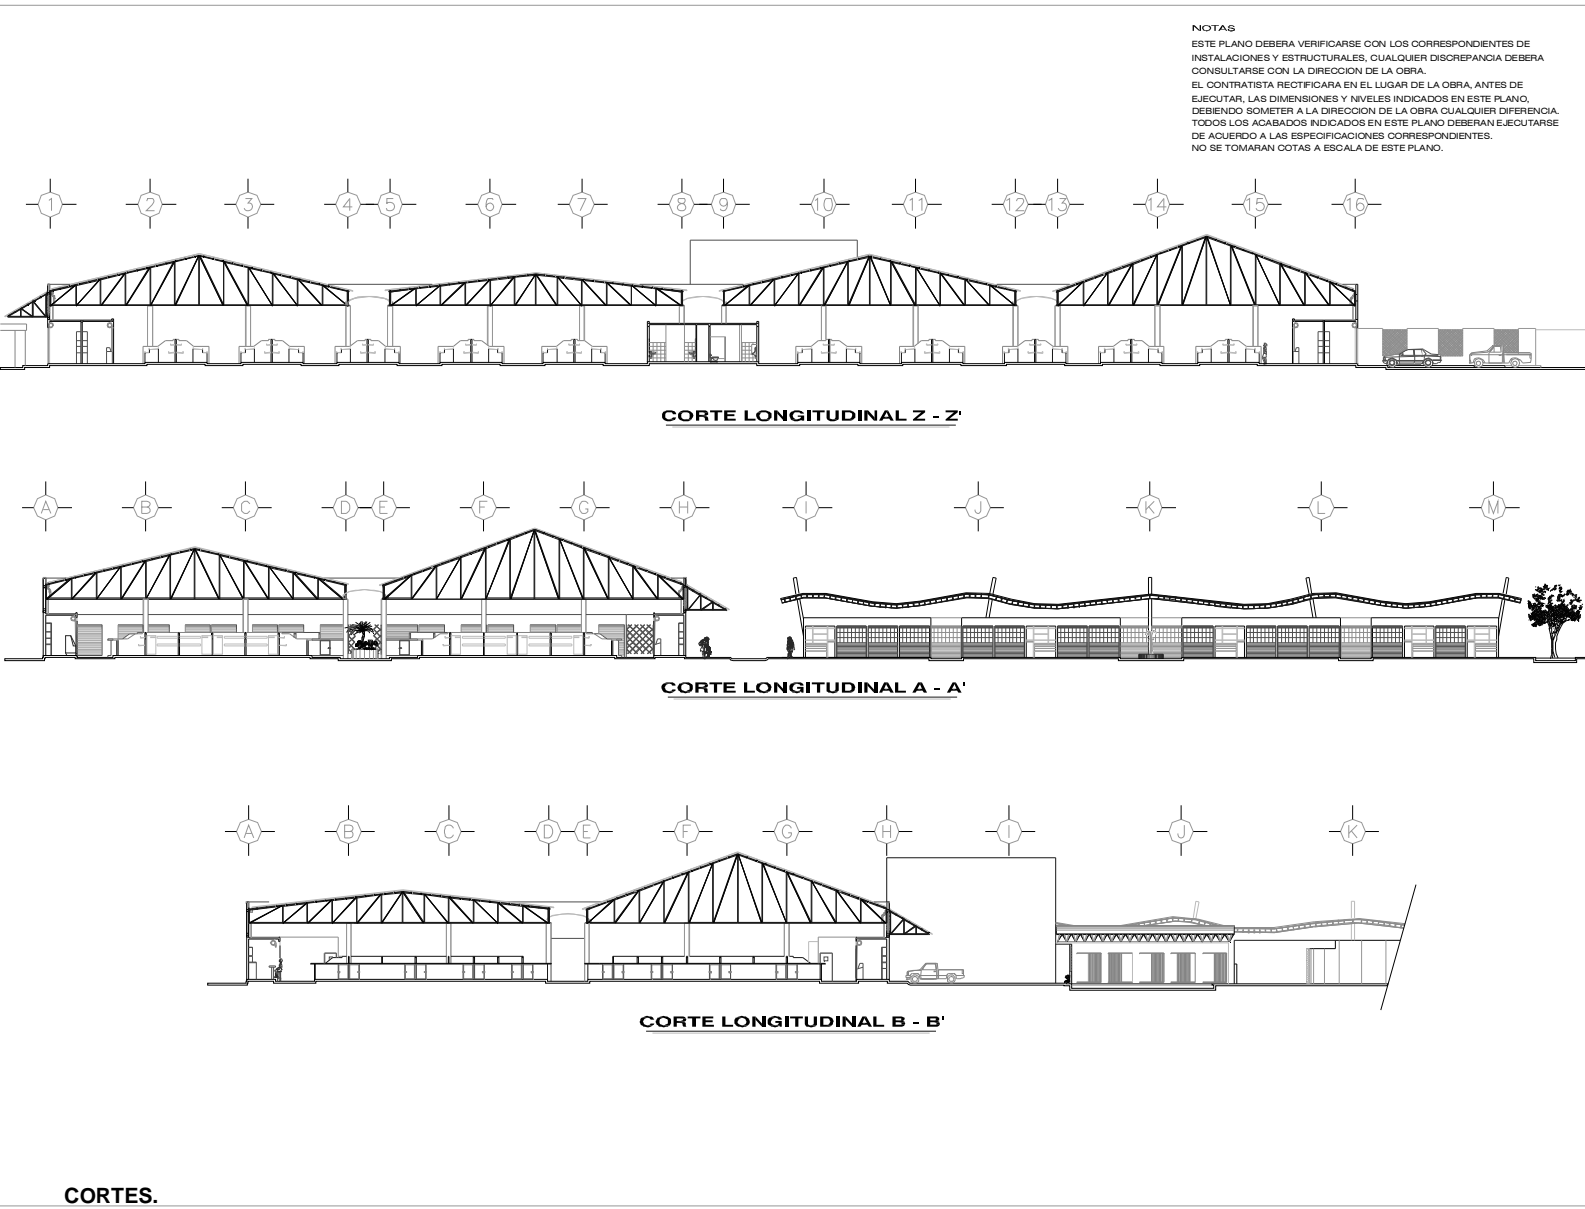 NOTAS
ESTE PLANO DEBERA VERIFICARSE CON LOS CORRESPONDIENTES DE
INSTALACIONES Y ESTRUCTURALES, CUALQUIER DISCREPANCIA DEBERA
CONSULTARSE CON LA DIRECCION DE LA OBRA.
EL CONTRATISTA RECTIFICARA EN EL LUGAR DE LA OBRA, ANTES DE
EJECUTAR, LAS DIMENSIONES Y NIVELES INDICADOS EN ESTE PLANO,
DEBIENDO SOMETER A LA DIRECCION DE LA OBRA CUALQUIER DIFERENCIA.
TODOS LOS ACABADOS INDICADOS EN ESTE PLANO DEBERAN EJECUTARSE
DE ACUERDO A LAS ESPECIFICACIONES CORRESPONDIENTES.
NO SE TOMARAN COTAS A ESCALA DE ESTE PLANO.
1 2 3 4 5 6 7 8 9 10 11 12 13 14 15 16
CORTE LONGITUDINAL Z - Z'
A B C D E F G H I J K L M
CORTE LONGITUDINAL A - A'
A B C D E F G H I J K
CORTE LONGITUDINAL B - B'
CORTES.